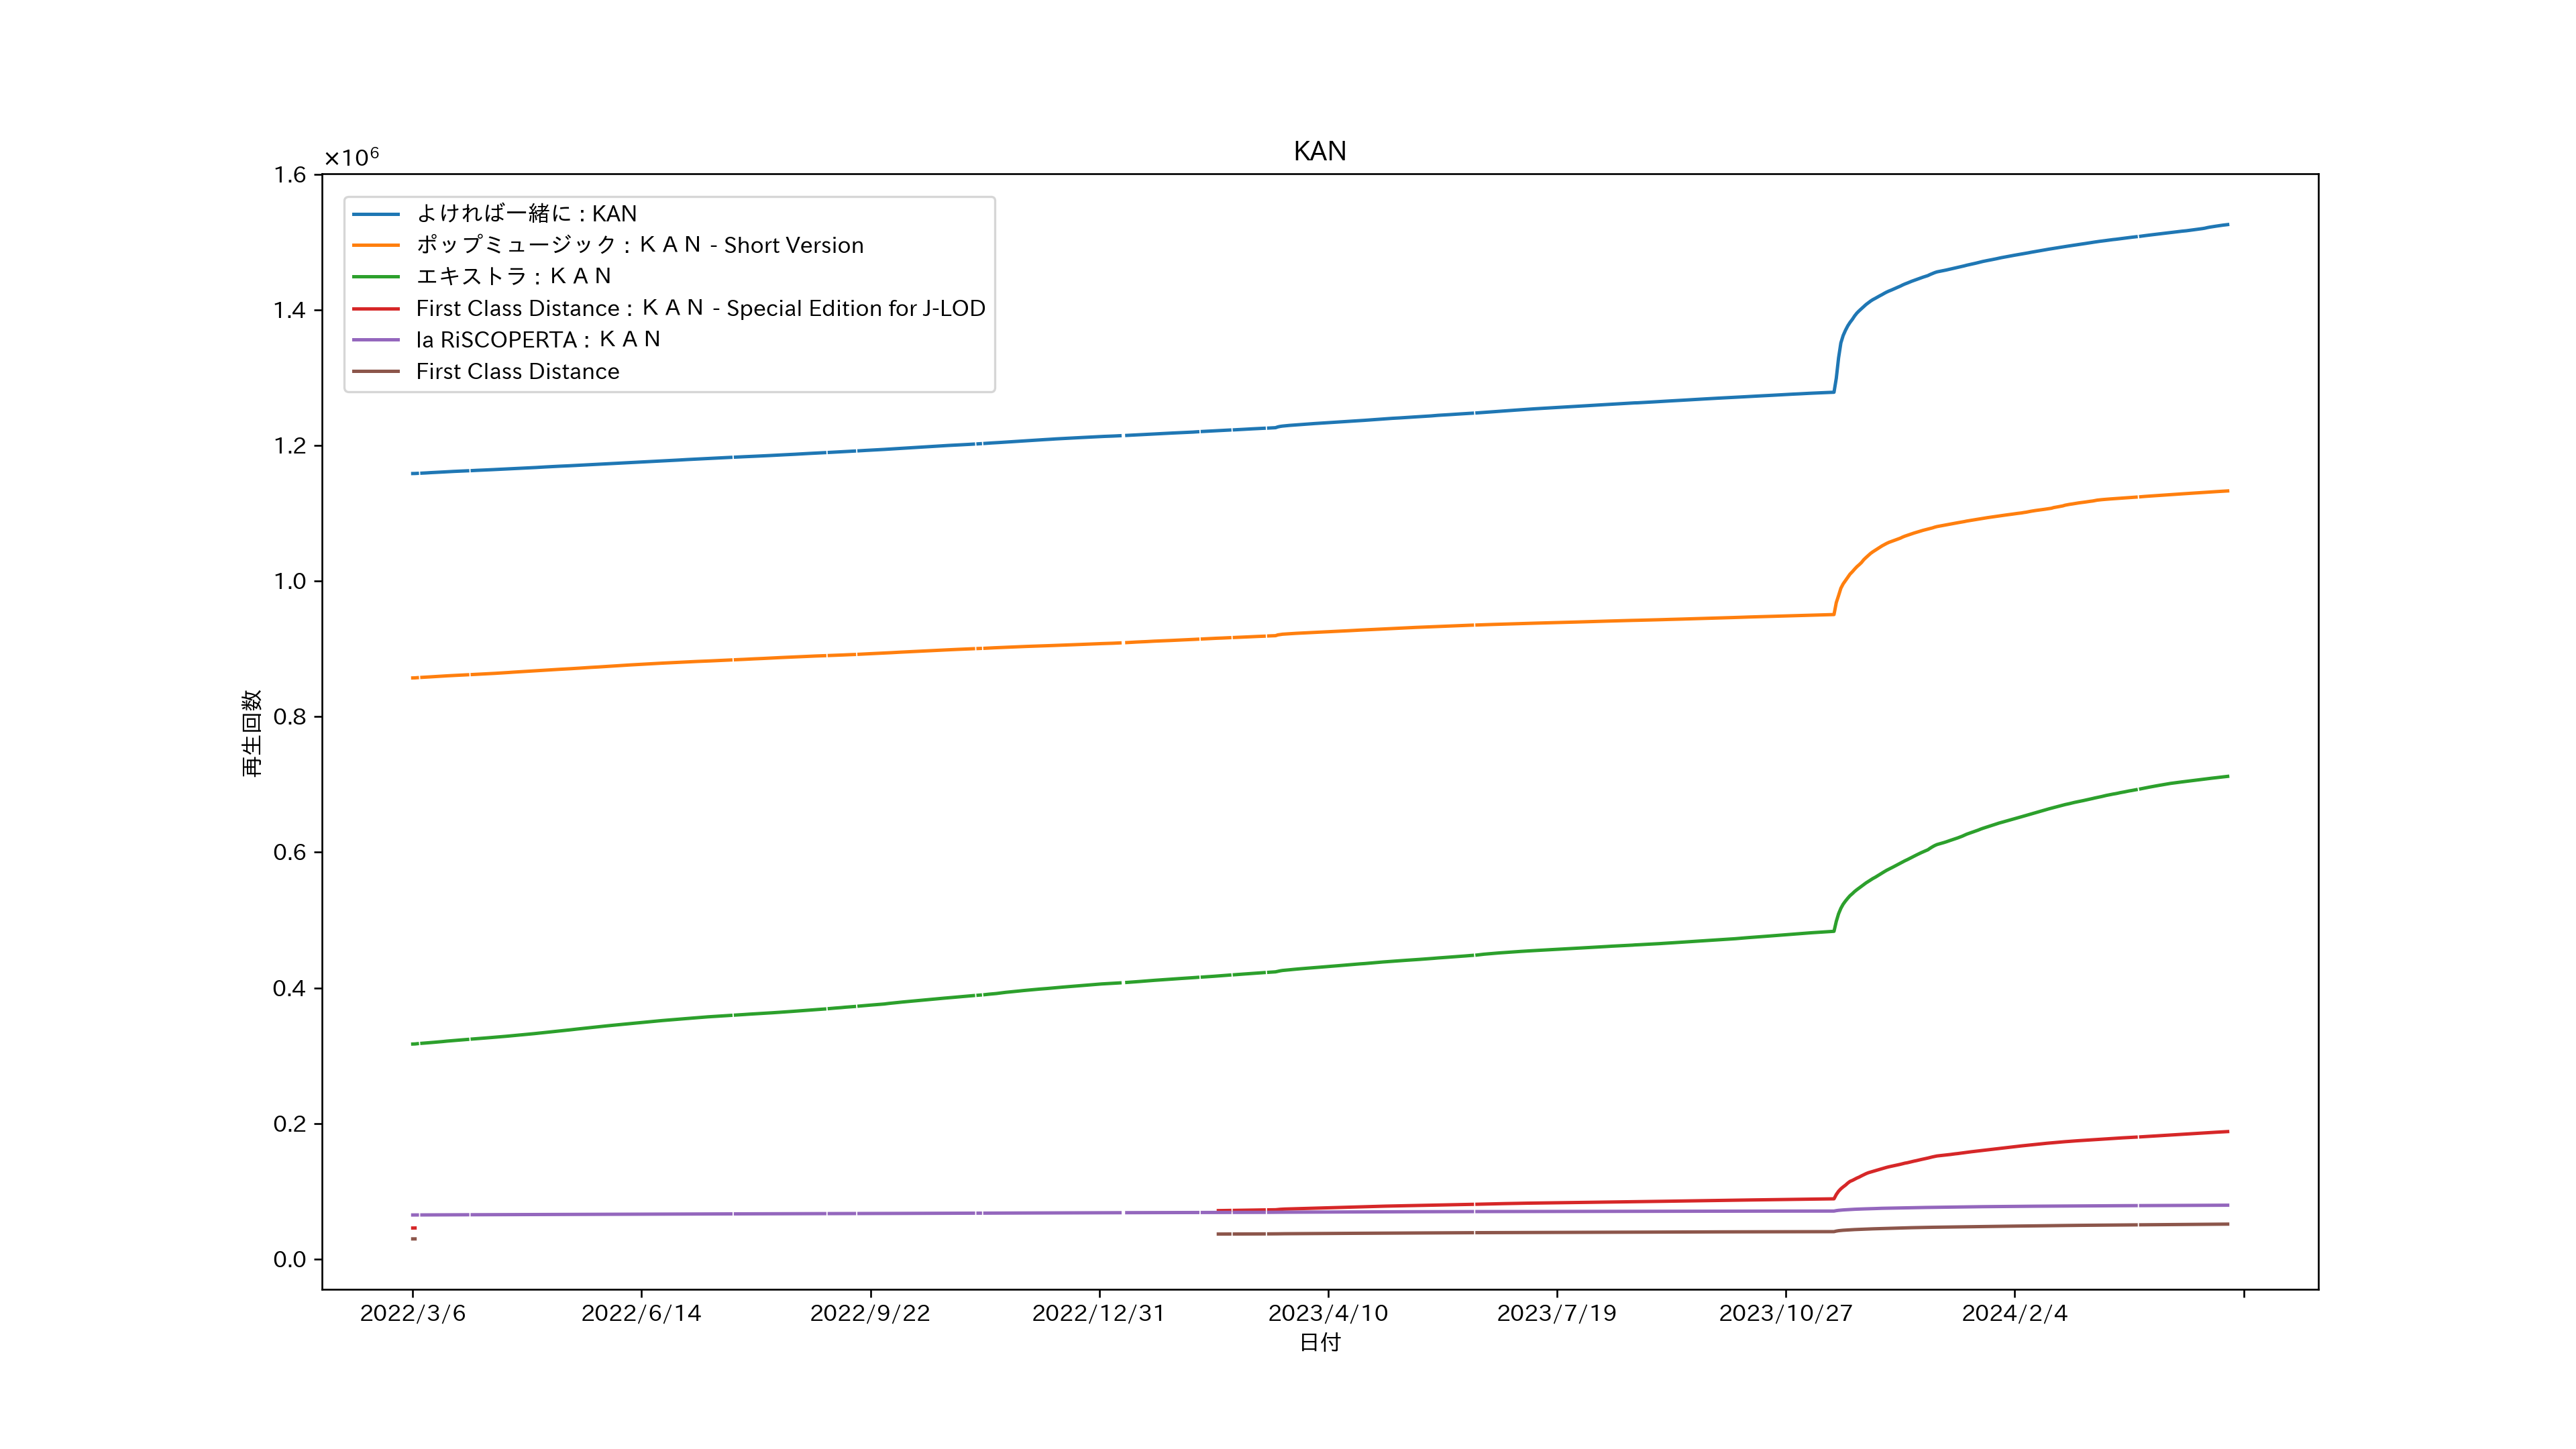 KAN
×10⁶
1.6
1.4
1.2
1.0
0.8
0.6
0.4
0.2
0.0
再生回数
よければ一緒に : KAN
ポップミュージック : ＫＡＮ - Short Version
エキストラ : ＫＡＮ
First Class Distance : ＫＡＮ - Special Edition for J-LOD
la RiSCOPERTA : ＫＡＮ
First Class Distance
2022/3/6
2022/6/14
2022/9/22
2022/12/31
2023/4/10
2023/7/19
2023/10/27
2024/2/4
日付